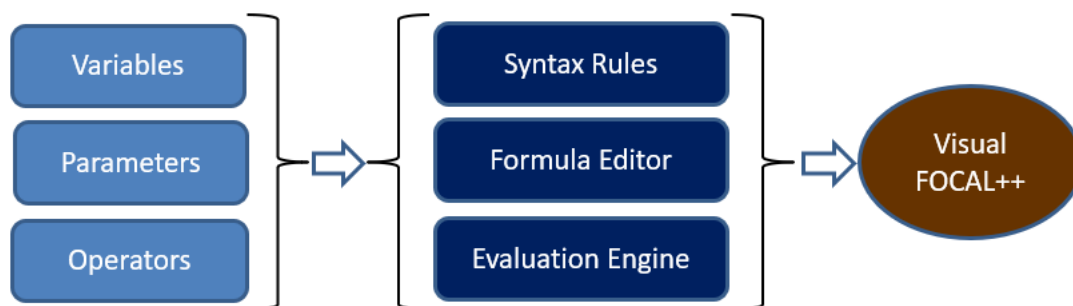 Variables
Parameters
Operators
Syntax Rules
Formula Editor
Evaluation Engine
Visual
FOCAL++